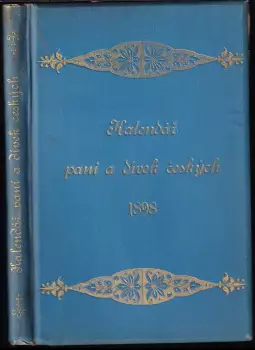 Kalendář
paní a dívek českých
1898
Kalendář paní a dívek českých